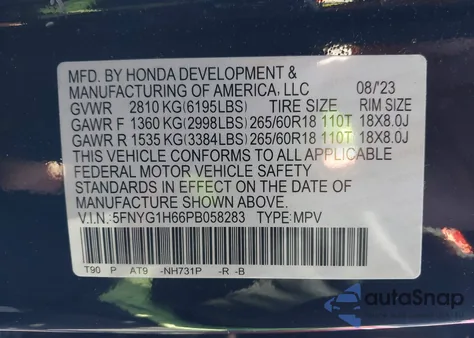 MFD. BY HONDA DEVELOPMENT &
MANUFACTURING OF AMERICA, LLC 08/'23
GVWR 2810 KG(6195LBS) TIRE SIZE RIM SIZE
GAWR F 1360 KG(2998LBS) 265/60R18 110T 18X8.0J
GAWR R 1535 KG(3384LBS) 265/60R18 110T 18X8.0J
THIS VEHICLE CONFORMS TO ALL APPLICABLE
FEDERAL MOTOR VEHICLE SAFETY
STANDARDS IN EFFECT ON THE DATE OF
MANUFACTURE SHOWN ABOVE.
V.I.N. 5FNYG1H66PB058283 TYPE: MPV
T90 P AT9 -NH731P -R -B
autoSnap